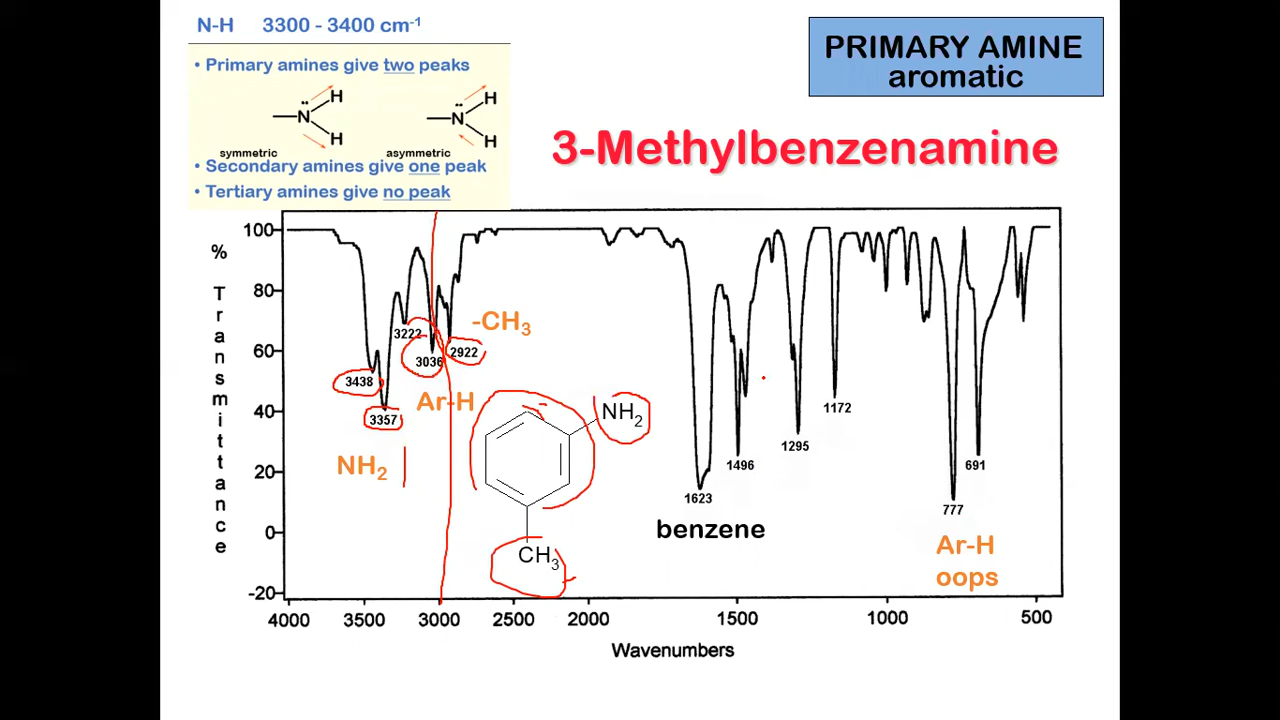 N-H 3300 - 3400 cm-1
• Primary amines give two peaks
N
H
H
N
H
H
symmetric
asymmetric
• Secondary amines give one peak
• Tertiary amines give no peak
PRIMARY AMINE
aromatic
3-Methylbenzenamine
% Transmittance
100
80
60
40
20
0
-20
3438
3357
3222
3036
2922
-CH3
Ar-H
NH2
NH2
CH3
1623
1496
1295
1172
777
691
benzene
Ar-H
oops
4000 3500 3000 2500 2000 1500 1000 500
Wavenumbers